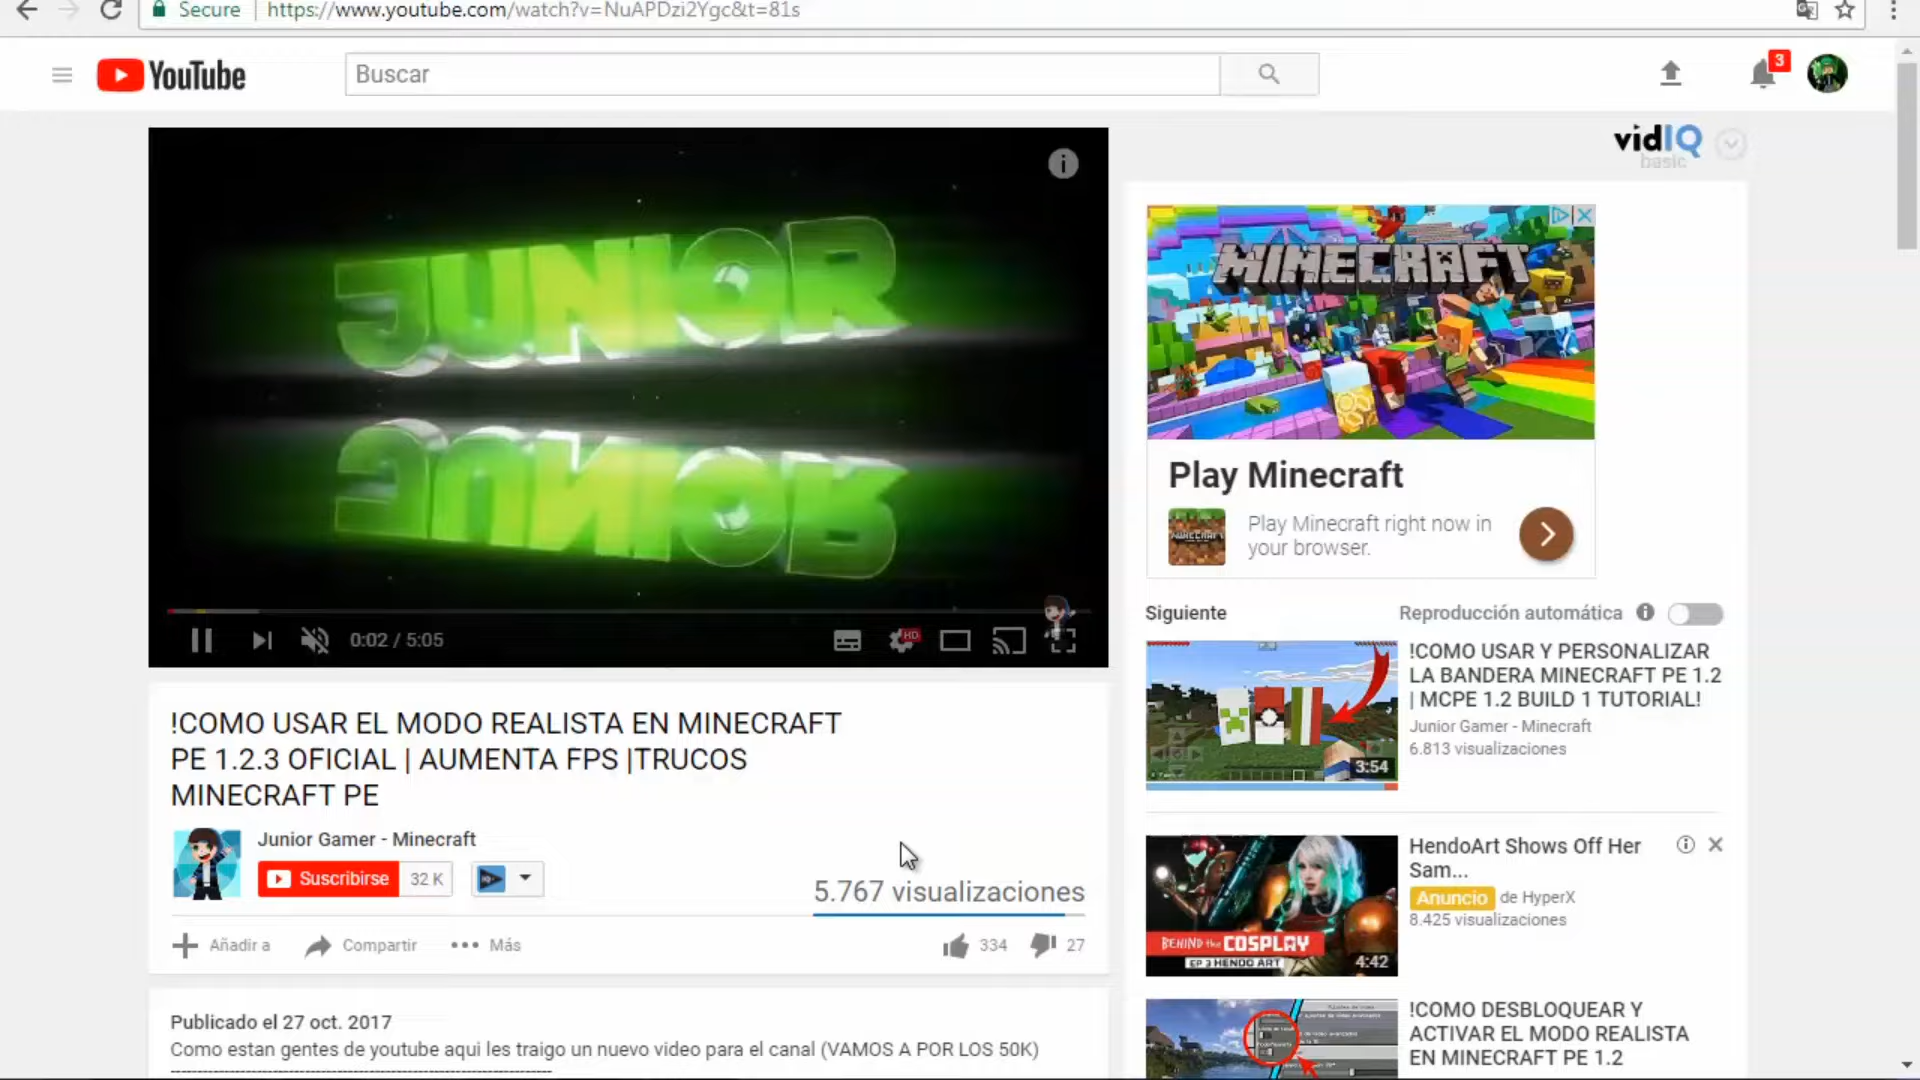 Secure
https://www.youtube.com/watch?v=NuAPDzi2Ygc&t=81s
YouTube
Buscar
3
vidIQ
basic
JUNIOR
HD
0:02 / 5:05
MINECRAFT
Play Minecraft
MINECRAFT
Play Minecraft right now in
your browser.
Siguiente
Reproducción automática
3:54
!COMO USAR Y PERSONALIZAR
LA BANDERA MINECRAFT PE 1.2
| MCPE 1.2 BUILD 1 TUTORIAL!
Junior Gamer - Minecraft
6.813 visualizaciones
!COMO USAR EL MODO REALISTA EN MINECRAFT
PE 1.2.3 OFICIAL | AUMENTA FPS |TRUCOS
MINECRAFT PE
Junior Gamer - Minecraft
Suscribirse 32 K
5.767 visualizaciones
Añadir a
Compartir
Más
334
27
BEHIND the COSPLAY
EP 3 HENDO ART
4:42
HendoArt Shows Off Her
Sam...
Anuncio de HyperX
8.425 visualizaciones
Publicado el 27 oct. 2017
Como estan gentes de youtube aqui les traigo un nuevo video para el canal (VAMOS A POR LOS 50K)
!COMO DESBLOQUEAR Y
ACTIVAR EL MODO REALISTA
EN MINECRAFT PE 1.2